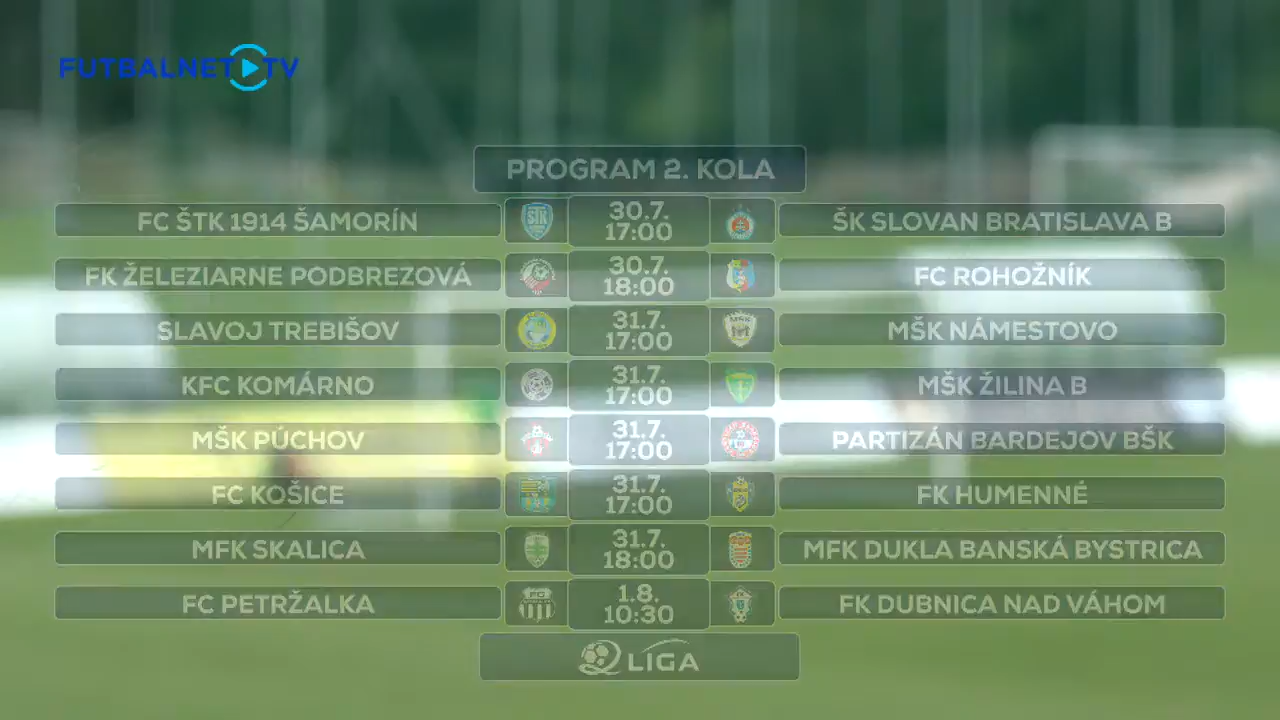 FUTBALNET TV
PROGRAM 2. KOLA
FC ŠTK 1914 ŠAMORÍN 30.7. 17:00 ŠK SLOVAN BRATISLAVA B
FK ŽELEZIARNE PODBREZOVÁ 30.7. 18:00 FC ROHOŽNÍK
SLAVOJ TREBIŠOV 31.7. 17:00 MŠK NÁMESTOVO
KFC KOMÁRNO 31.7. 17:00 MŠK ŽILINA B
MŠK PÚCHOV 31.7. 17:00 PARTIZÁN BARDEJOV BŠK
FC KOŠICE 31.7. 17:00 FK HUMENNÉ
MFK SKALICA 31.7. 18:00 MFK DUKLA BANSKÁ BYSTRICA
FC PETRŽALKA 1.8. 10:30 FK DUBNICA NAD VÁHOM
2 LIGA